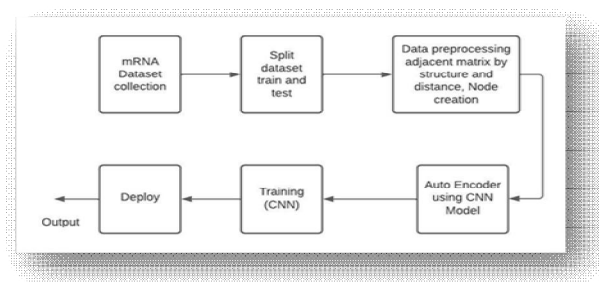 mRNA
Dataset
collection
Split
dataset
train and
test
Data preprocessing
adjacent matrix by
structure and
distance, Node
creation
Auto Encoder
using CNN
Model
Training
(CNN)
Deploy
Output